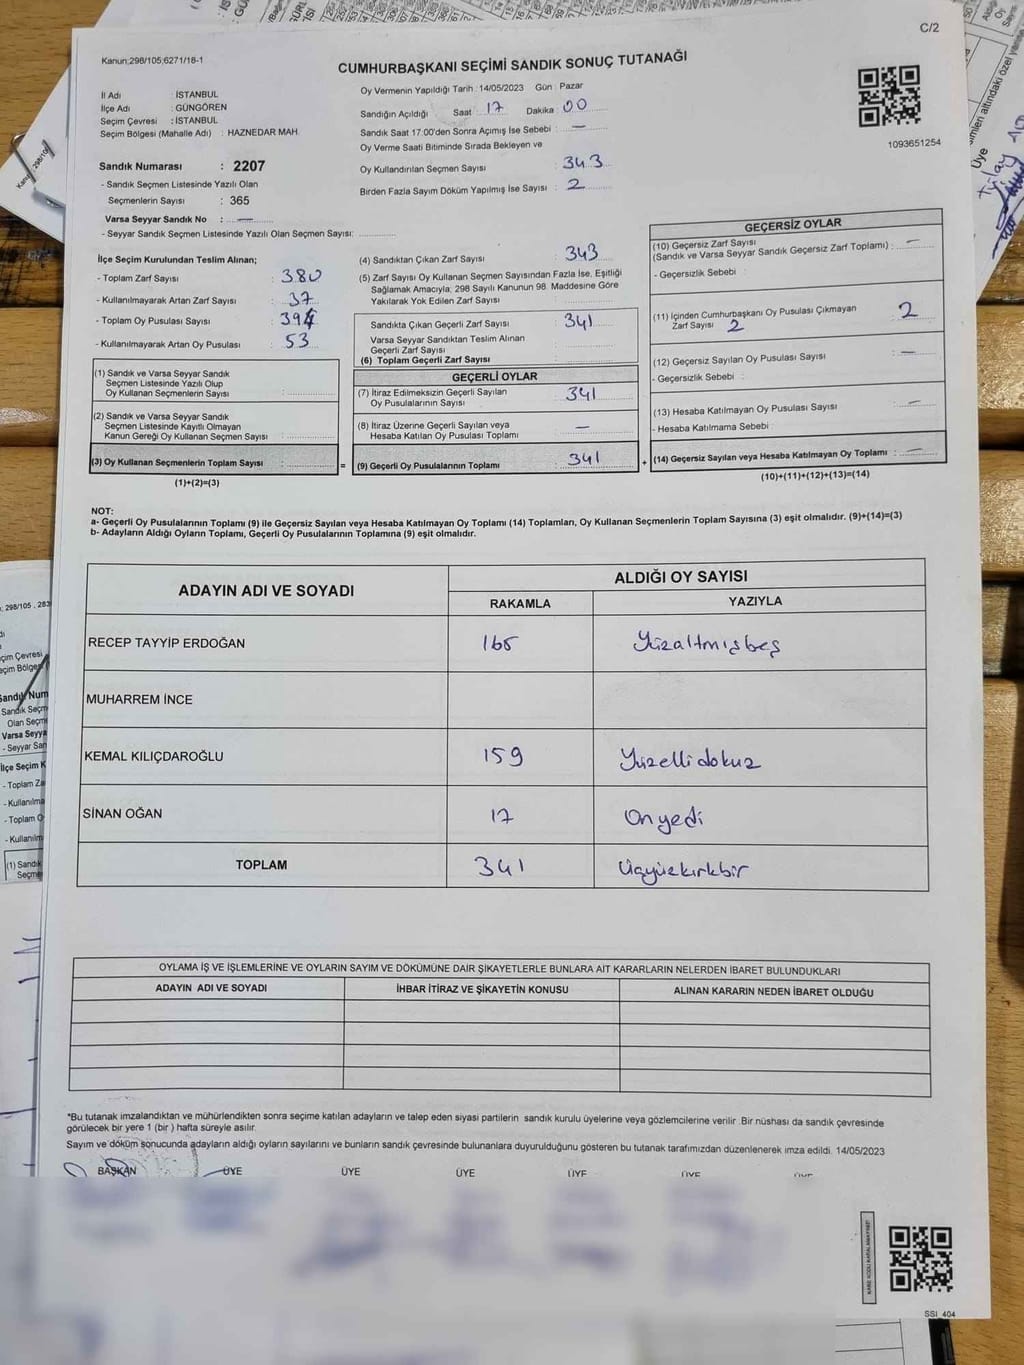 C/2
Kanun;298/105;6271/18-1
CUMHURBAŞKANI SEÇİMİ SANDIK SONUÇ TUTANAĞI
İl Adı : İSTANBUL
İlçe Adı : GÜNGÖREN
Seçim Çevresi : İSTANBUL
Seçim Bölgesi (Mahalle Adı) : HAZNEDAR MAH.
Sandık Numarası : 2207
- Sandık Seçmen Listesinde Yazılı Olan
Seçmenlerin Sayısı : 365
Varsa Seyyar Sandık No : —
- Seyyar Sandık Seçmen Listesinde Yazılı Olan Seçmen Sayısı:
Oy Vermenin Yapıldığı Tarih : 14/05/2023 Gün : Pazar
Sandığın Açıldığı Saat : 17 Dakika : 00
Sandık Saat 17:00'den Sonra Açımış İse Sebebi : —
Oy Verme Saati Bitiminde Sırada Bekleyen ve
Oy Kullandırılan Seçmen Sayısı : 343
Birden Fazla Sayım Döküm Yapılmış İse Sayısı : 2
1093651254
İlçe Seçim Kurulundan Teslim Alınan;
- Toplam Zarf Sayısı : 380
- Kullanılmayarak Artan Zarf Sayısı : 37
- Toplam Oy Pusulası Sayısı : 394
- Kullanılmayarak Artan Oy Pusulası : 53
(1) Sandık ve Varsa Seyyar Sandık
Seçmen Listesinde Yazılı Olup
Oy Kullanan Seçmenlerin Sayısı :
(2) Sandık ve Varsa Seyyar Sandık
Seçmen Listesinde Kayıtlı Olmayan
Kanun Gereği Oy Kullanan Seçmen Sayısı :
(3) Oy Kullanan Seçmenlerin Toplam Sayısı :
(1)+(2)=(3)
(4) Sandıktan Çıkan Zarf Sayısı : 343
(5) Zarf Sayısı Oy Kullanan Seçmen Sayısından Fazla İse, Eşitliği
Sağlamak Amacıyla; 298 Sayılı Kanunun 98. Maddesine Göre
Yakılarak Yok Edilen Zarf Sayısı :
Sandıkta Çıkan Geçerli Zarf Sayısı : 341
Varsa Seyyar Sandıktan Teslim Alınan
Geçerli Zarf Sayısı :
(6) Toplam Geçerli Zarf Sayısı :
GEÇERLİ OYLAR
(7) İtiraz Edilmeksizin Geçerli Sayılan
Oy Pusulalarının Sayısı : 341
(8) İtiraz Üzerine Geçerli Sayılan veya
Hesaba Katılan Oy Pusulası Toplamı : —
= (9) Geçerli Oy Pusulalarının Toplamı : 341
GEÇERSİZ OYLAR
(10) Geçersiz Zarf Sayısı
(Sandık ve Varsa Seyyar Sandık Geçersiz Zarf Toplamı) : —
- Geçersizlik Sebebi :
(11) İçinden Cumhurbaşkanı Oy Pusulası Çıkmayan
Zarf Sayısı 2 : 2
(12) Geçersiz Sayılan Oy Pusulası Sayısı : —
- Geçersizlik Sebebi :
(13) Hesaba Katılmayan Oy Pusulası Sayısı : —
- Hesaba Katılmama Sebebi :
+ (14) Geçersiz Sayılan veya Hesaba Katılmayan Oy Toplamı : —
(10)+(11)+(12)+(13)=(14)
NOT:
a- Geçerli Oy Pusulalarının Toplamı (9) ile Geçersiz Sayılan veya Hesaba Katılmayan Oy Toplamı (14) Toplamları, Oy Kullanan Seçmenlerin Toplam Sayısına (3) eşit olmalıdır. (9)+(14)=(3)
b- Adayların Aldığı Oyların Toplamı, Geçerli Oy Pusulalarının Toplamına (9) eşit olmalıdır.
ADAYIN ADI VE SOYADI ALDIĞI OY SAYISI
RAKAMLA YAZIYLA
RECEP TAYYİP ERDOĞAN 165 Yüzaltmışbeş
MUHARREM İNCE
KEMAL KILIÇDAROĞLU 159 Yüzellidokuz
SİNAN OĞAN 17 Onyedi
TOPLAM 341 Üçyüzkırkbir
OYLAMA İŞ VE İŞLEMLERİNE VE OYLARIN SAYIM VE DÖKÜMÜNE DAİR ŞİKAYETLERLE BUNLARA AİT KARARLARIN NELERDEN İBARET BULUNDUKLARI
ADAYIN ADI VE SOYADI İHBAR İTİRAZ VE ŞİKAYETİN KONUSU ALINAN KARARIN NEDEN İBARET OLDUĞU
*Bu tutanak imzalandıktan ve mühürlendikten sonra seçime katılan adayların ve talep eden siyasi partilerin sandık kurulu üyelerine veya gözlemcilerine verilir. Bir nüshası da sandık çevresinde
görülecek bir yere 1 (bir ) hafta süreyle asılır.
Sayım ve döküm sonucunda adayların aldığı oyların sayılarını ve bunların sandık çevresinde bulunanlara duyurulduğunu gösteren bu tutanak tarafımızdan düzenlenerek imza edildi. 14/05/2023
BAŞKAN ÜYE ÜYE ÜYE ÜYE ÜYE ÜYE
KARE KODU KARALAMAYINIZ!
SSİ_404